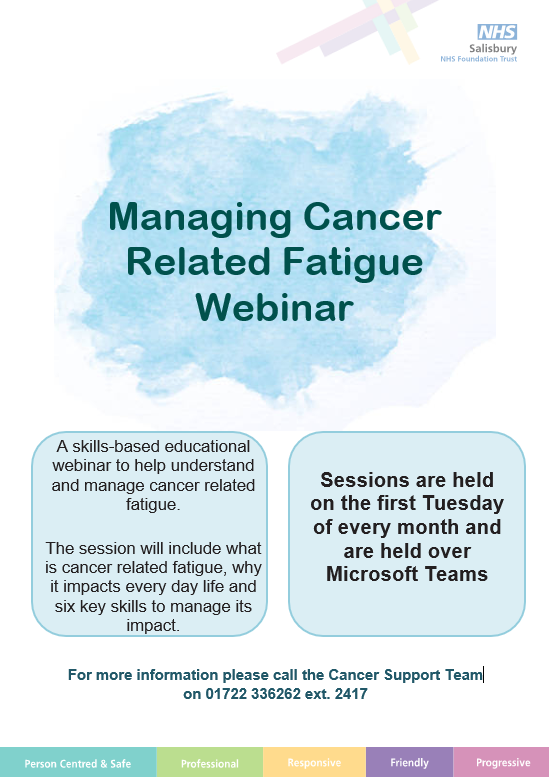 NHS
Salisbury
NHS Foundation Trust
Managing Cancer
Related Fatigue
Webinar
A skills-based educational
webinar to help understand
and manage cancer related
fatigue.
The session will include what
is cancer related fatigue, why
it impacts every day life and
six key skills to manage its
impact.
Sessions are held
on the first Tuesday
of every month and
are held over
Microsoft Teams
For more information please call the Cancer Support Team
on 01722 336262 ext. 2417
Person Centred & Safe
Professional
Responsive
Friendly
Progressive